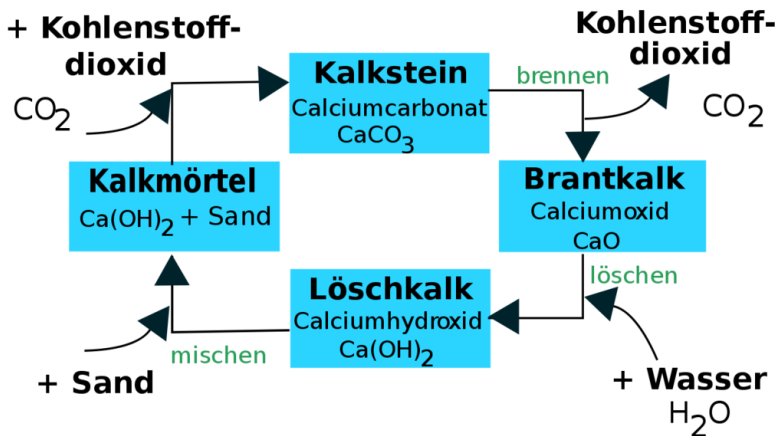 + Kohlenstoff-
dioxid
CO2
Kalkstein
Calciumcarbonat
CaCO3
brennen
Kohlenstoff-
dioxid
CO2
Brantkalk
Calciumoxid
CaO
löschen
+ Wasser
H2O
Löschkalk
Calciumhydroxid
Ca(OH)2
mischen
+ Sand
Kalkmörtel
Ca(OH)2 + Sand